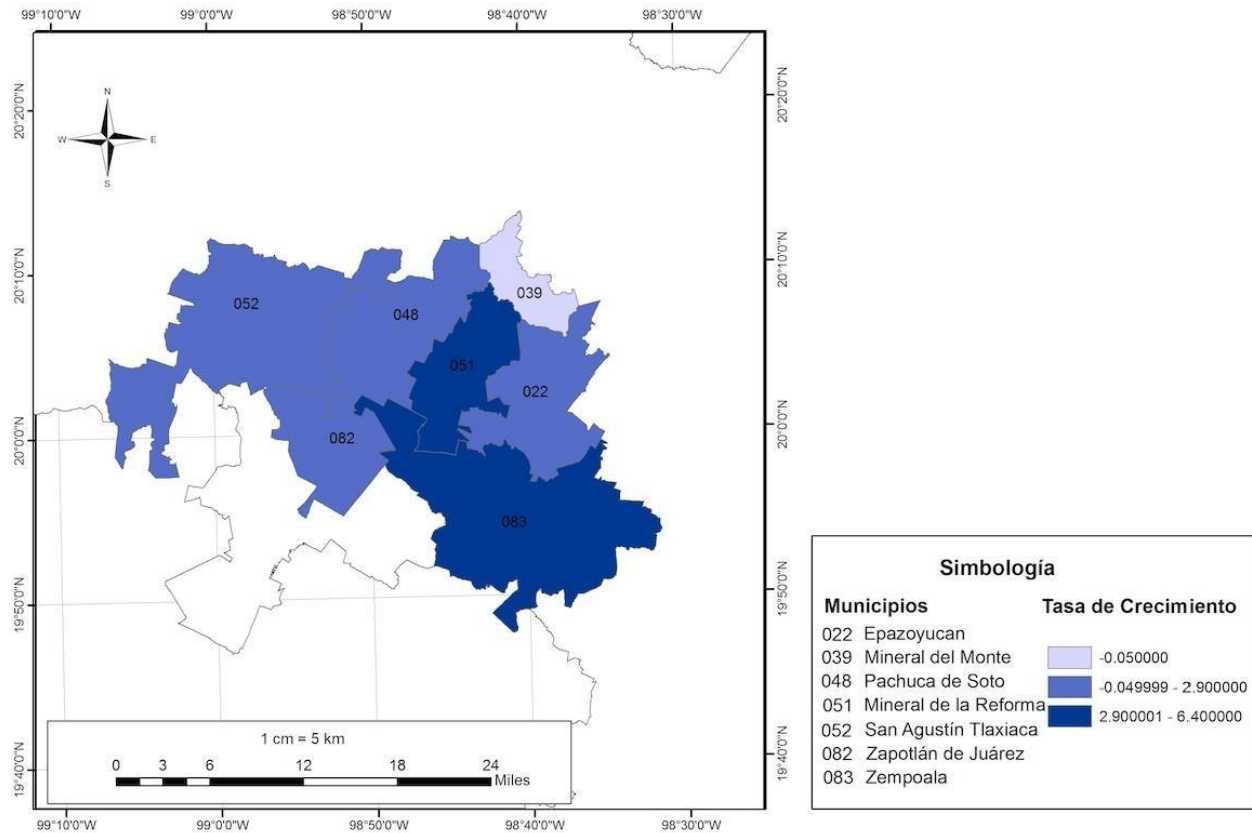 99°10'0"W 99°0'0"W 98°50'0"W 98°40'0"W 98°30'0"W
20°20'0"N
20°20'0"N
N
W E
S
20°10'0"N
20°10'0"N
039
052
048
051
022
20°0'0"N
20°0'0"N
082
083
19°50'0"N
19°50'0"N
19°40'0"N
19°40'0"N
1 cm = 5 km
0 3 6 12 18 24
Miles
99°10'0"W 99°0'0"W 98°50'0"W 98°40'0"W 98°30'0"W
Simbología
Municipios
022 Epazoyucan
039 Mineral del Monte
048 Pachuca de Soto
051 Mineral de la Reforma
052 San Agustín Tlaxiaca
082 Zapotlán de Juárez
083 Zempoala
Tasa de Crecimiento
-0.050000
-0.049999 - 2.900000
2.900001 - 6.400000